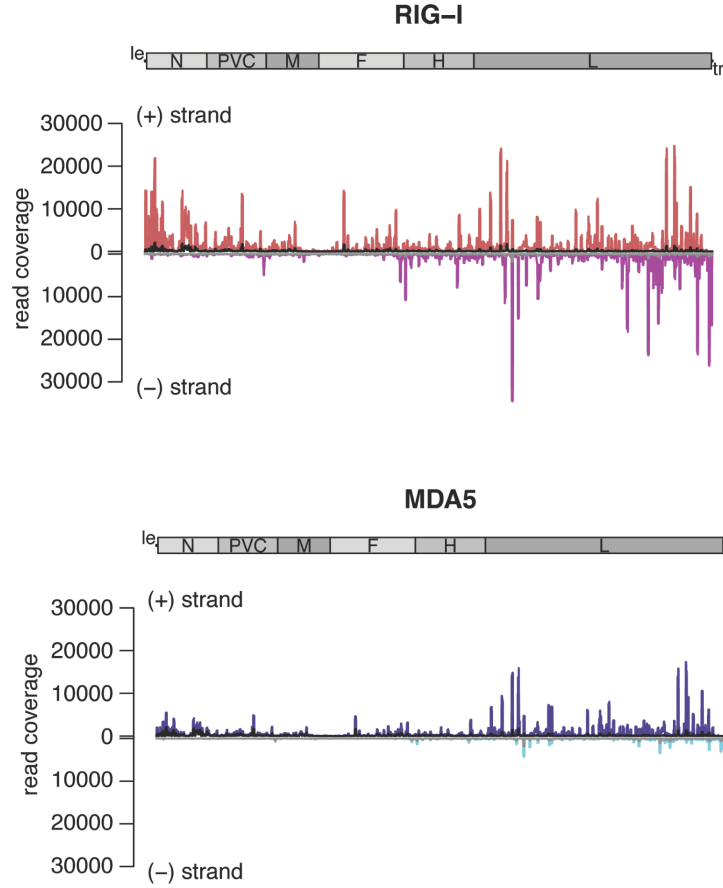 RIG–I
le N PVC M F H L tr
(+) strand
30000
20000
10000
0
10000
20000
30000
read coverage
(–) strand
MDA5
le N PVC M F H L
(+) strand
30000
20000
10000
0
10000
20000
30000
read coverage
(–) strand